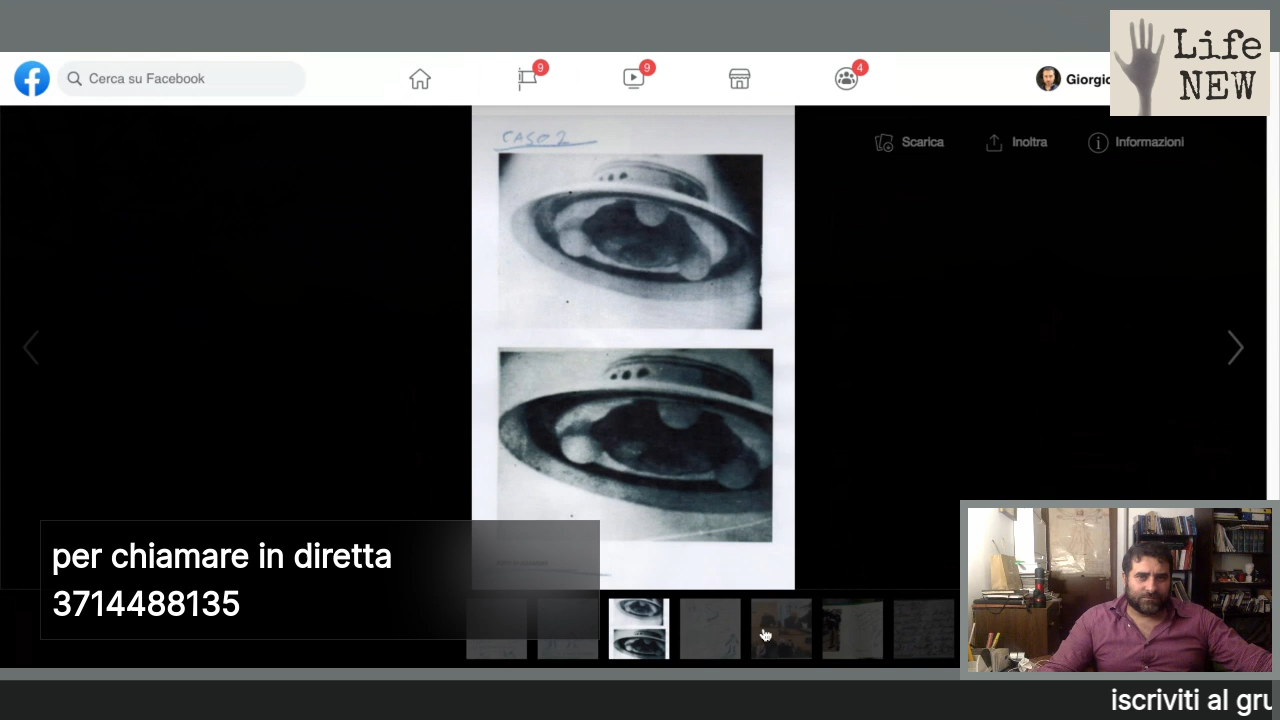 Life
NEW
Cerca su Facebook
9
9
4
Giorgio
CASO 2
Scarica
Inoltra
Informazioni
per chiamare in diretta
3714488135
iscriviti al gru